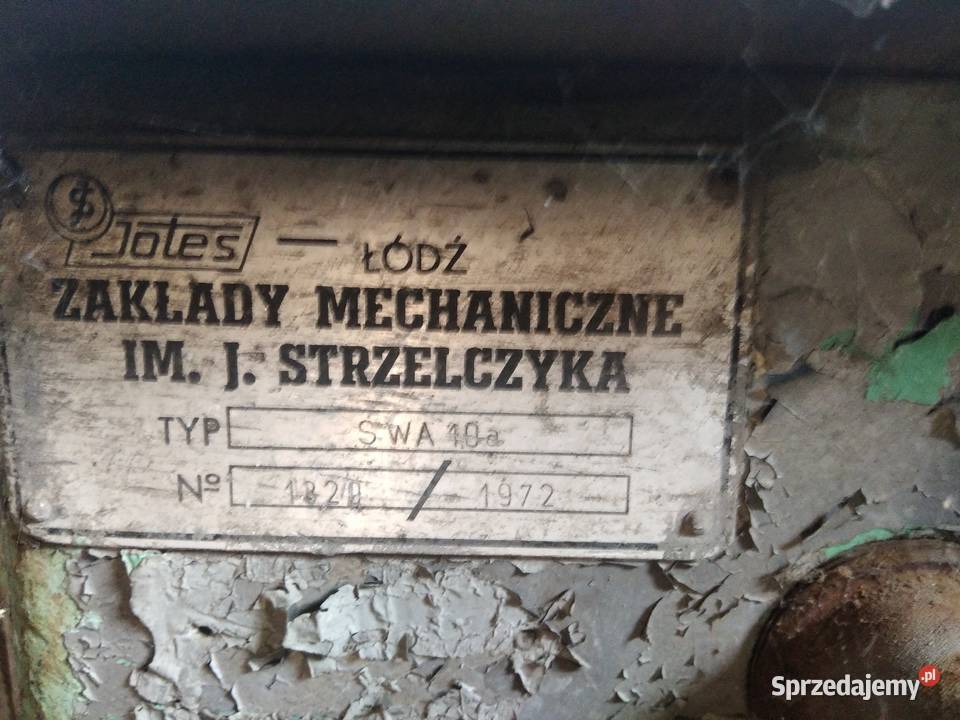 Jotes — ŁÓDŹ
ZAKŁADY MECHANICZNE
IM. J. STRZELCZYKA
TYP SWA 10a
Nº / 1972
Sprzedajemy.pl